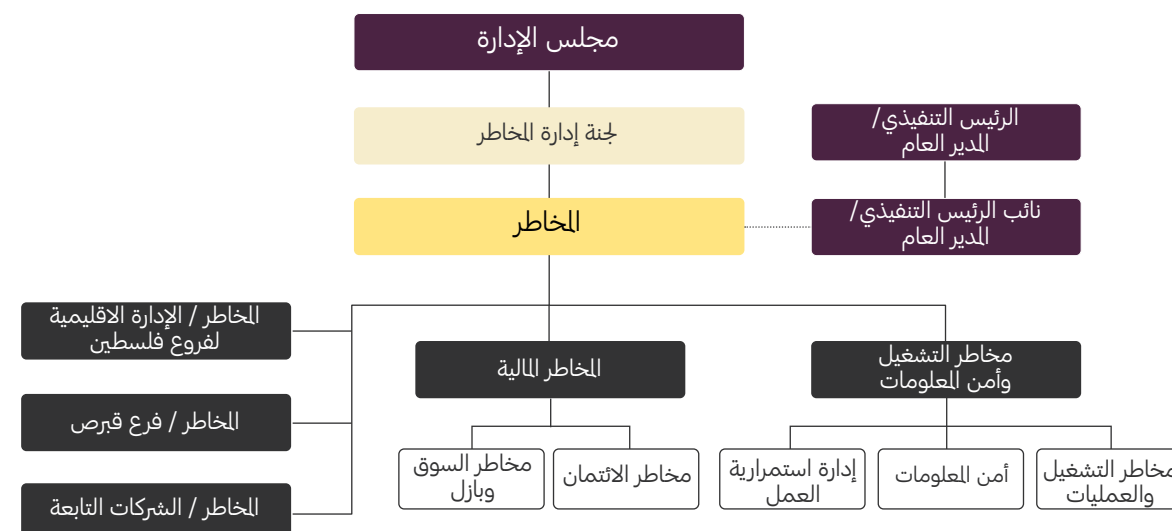 مجلس الإدارة
لجنة إدارة المخاطر
الرئيس التنفيذي/
المدير العام
المخاطر
نائب الرئيس التنفيذي/
المدير العام
مخاطر التشغيل
وأمن المعلومات
المخاطر المالية
المخاطر / الإدارة الاقليمية
لفروع فلسطين
المخاطر / فرع قبرص
المخاطر / الشركات التابعة
مخاطر التشغيل
والعمليات
أمن المعلومات
إدارة استمرارية
العمل
مخاطر الائتمان
مخاطر السوق
وبازل